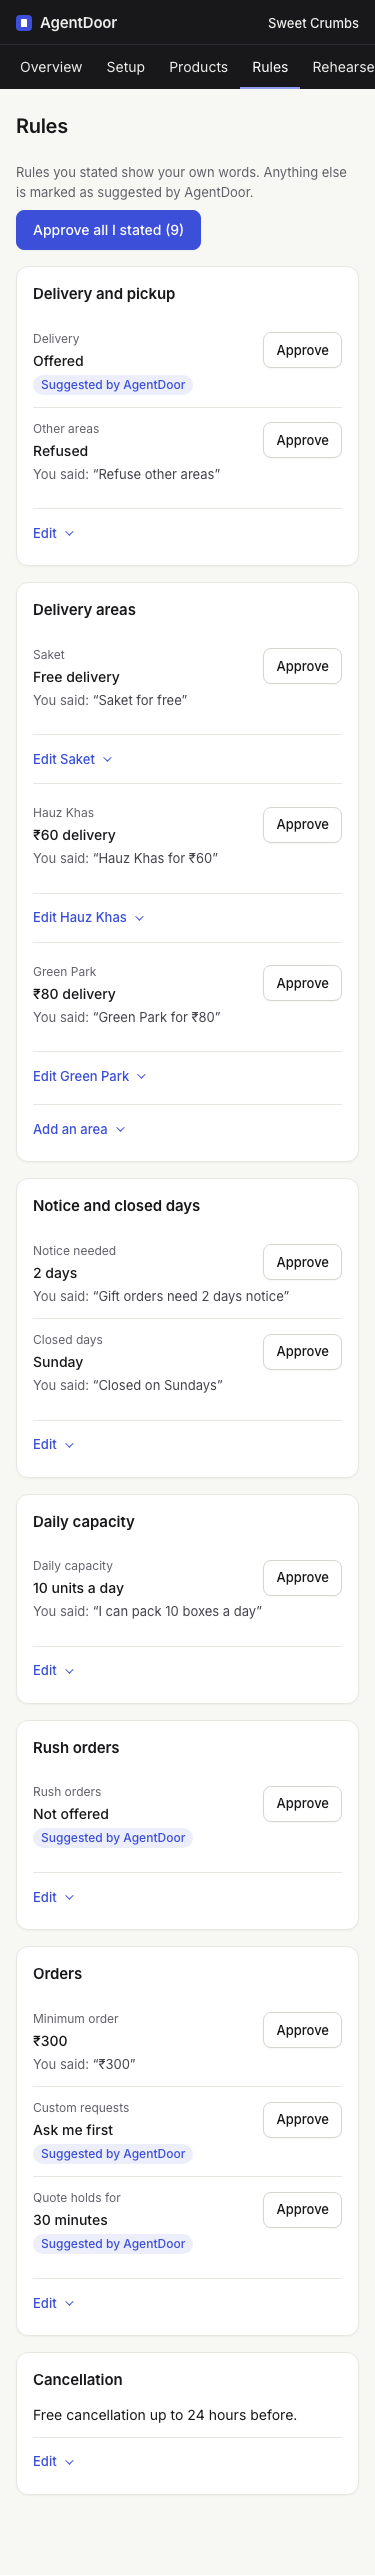 AgentDoor
Sweet Crumbs
Overview Setup Products Rules Rehearse
Rules
Rules you stated show your own words. Anything else
is marked as suggested by AgentDoor.
Approve all I stated (9)
Delivery and pickup
Delivery
Offered
Suggested by AgentDoor
Approve
Other areas
Refused
You said: “Refuse other areas”
Approve
Edit
Delivery areas
Saket
Free delivery
You said: “Saket for free”
Approve
Edit Saket
Hauz Khas
₹60 delivery
You said: “Hauz Khas for ₹60”
Approve
Edit Hauz Khas
Green Park
₹80 delivery
You said: “Green Park for ₹80”
Approve
Edit Green Park
Add an area
Notice and closed days
Notice needed
2 days
You said: “Gift orders need 2 days notice”
Approve
Closed days
Sunday
You said: “Closed on Sundays”
Approve
Edit
Daily capacity
Daily capacity
10 units a day
You said: “I can pack 10 boxes a day”
Approve
Edit
Rush orders
Rush orders
Not offered
Suggested by AgentDoor
Approve
Edit
Orders
Minimum order
₹300
You said: “₹300”
Approve
Custom requests
Ask me first
Suggested by AgentDoor
Approve
Quote holds for
30 minutes
Suggested by AgentDoor
Approve
Edit
Cancellation
Free cancellation up to 24 hours before.
Edit